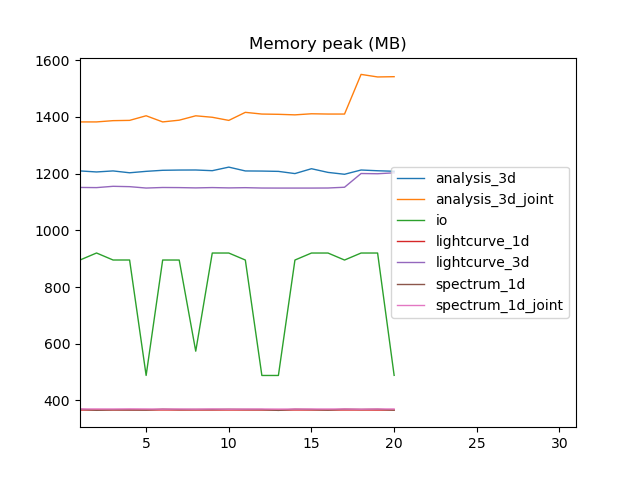 Memory peak (MB)
1600
1400
1200
1000
800
600
400
analysis_3d
analysis_3d_joint
io
lightcurve_1d
lightcurve_3d
spectrum_1d
spectrum_1d_joint
5 10 15 20 25 30